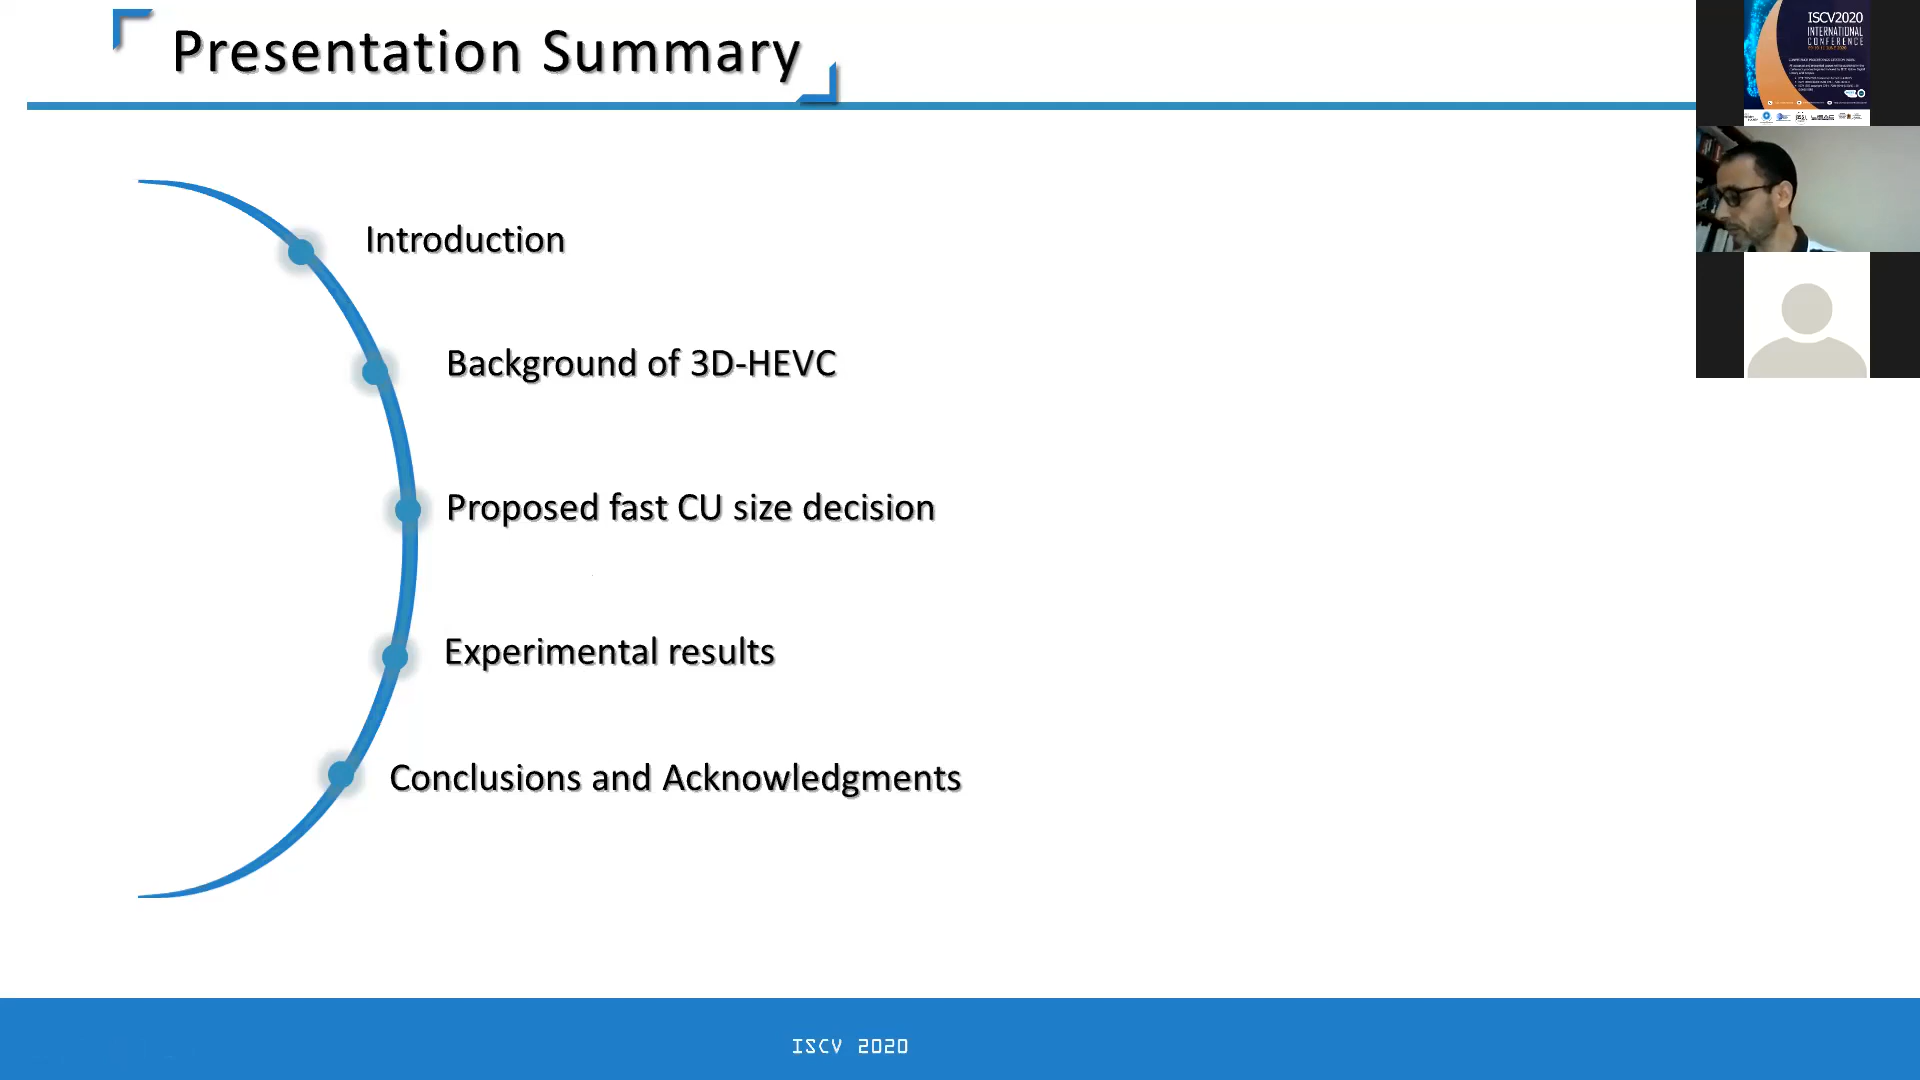 Presentation Summary
Introduction
Background of 3D-HEVC
Proposed fast CU size decision
Experimental results
Conclusions and Acknowledgments
ISCV 2020
ISCV2020
INTERNATIONAL
CONFERENCE